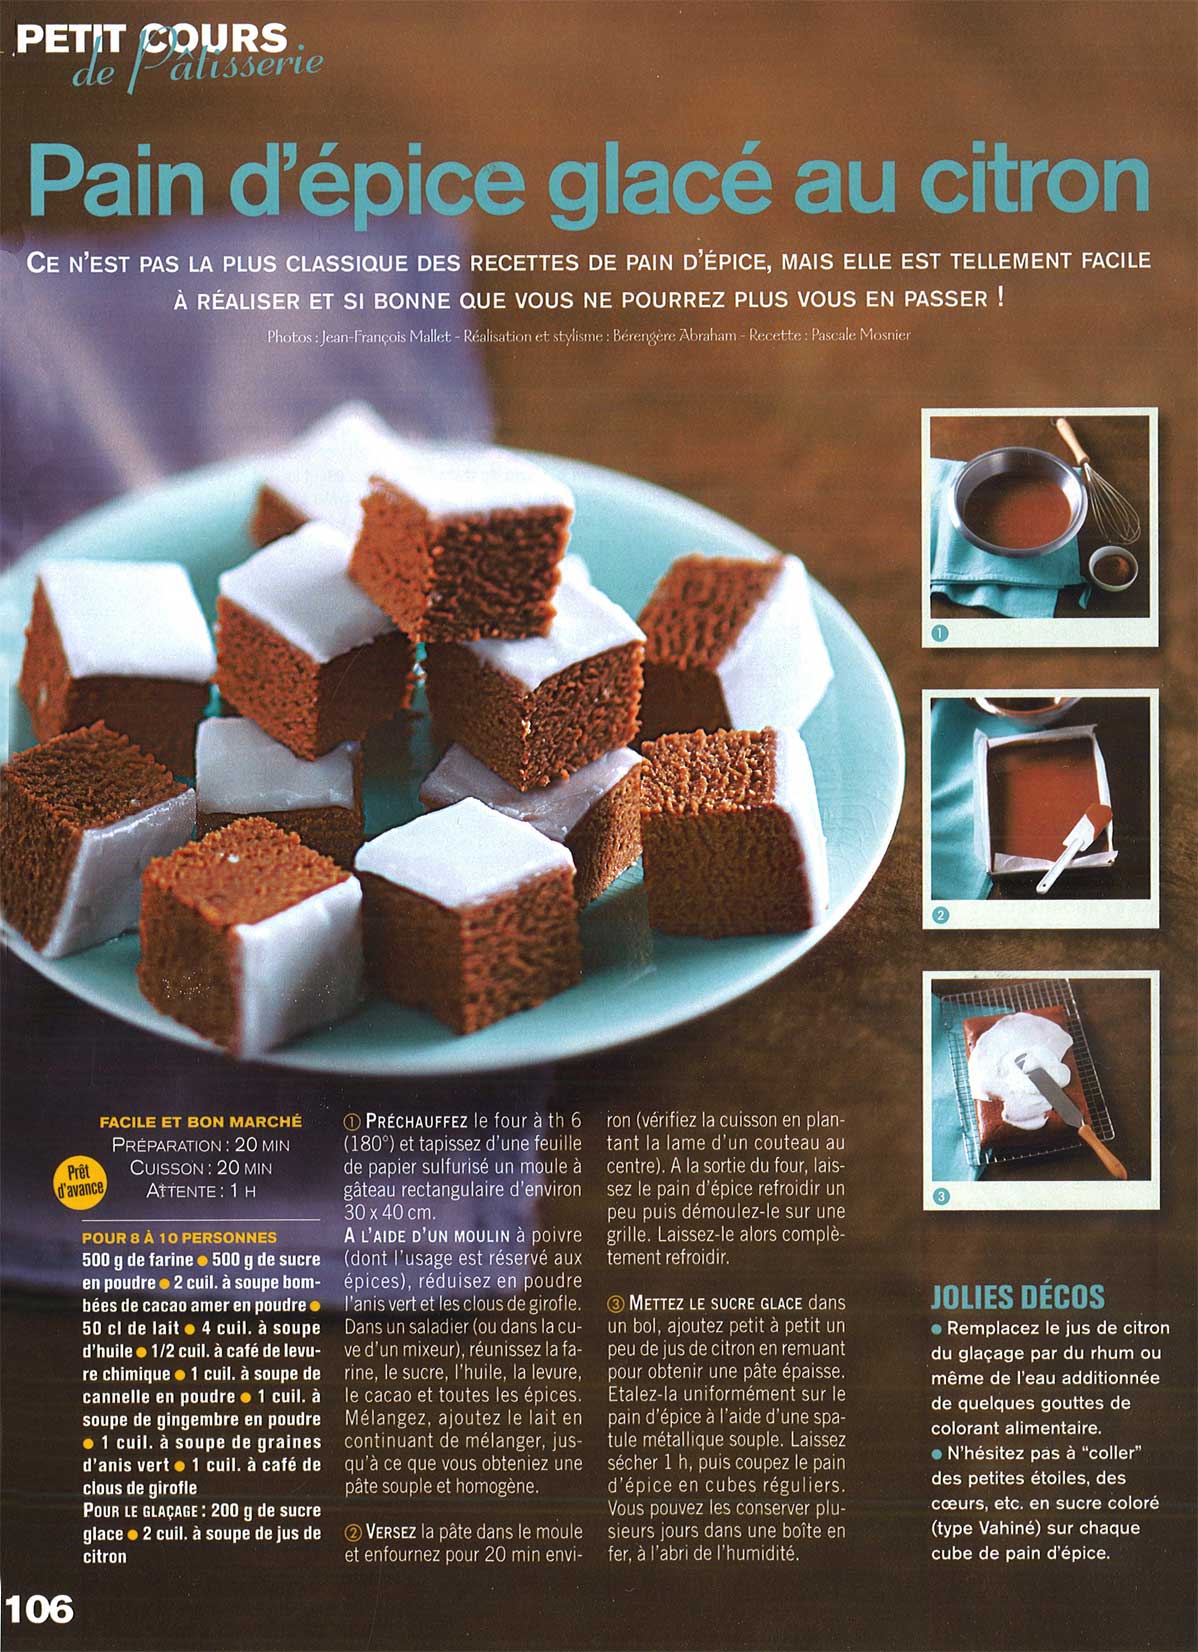 PETIT COURS
de Pâtisserie
Pain d'épice glacé au citron
CE N'EST PAS LA PLUS CLASSIQUE DES RECETTES DE PAIN D'ÉPICE, MAIS ELLE EST TELLEMENT FACILE
À RÉALISER ET SI BONNE QUE VOUS NE POURREZ PLUS VOUS EN PASSER !
Photos : Jean-François Mallet - Réalisation et stylisme : Bérengère Abraham - Recette : Pascale Mosnier
1
2
3
FACILE ET BON MARCHÉ
PRÉPARATION : 20 MIN
CUISSON : 20 MIN
ATTENTE : 1 H
Prêt
d'avance
POUR 8 À 10 PERSONNES
500 g de farine ● 500 g de sucre
en poudre ● 2 cuil. à soupe bom-
bées de cacao amer en poudre ●
50 cl de lait ● 4 cuil. à soupe
d'huile ● 1/2 cuil. à café de levu-
re chimique ● 1 cuil. à soupe de
cannelle en poudre ● 1 cuil. à
soupe de gingembre en poudre
● 1 cuil. à soupe de graines
d'anis vert ● 1 cuil. à café de
clous de girofle
POUR LE GLAÇAGE : 200 g de sucre
glace ● 2 cuil. à soupe de jus de
citron
① PRÉCHAUFFEZ le four à th 6
(180°) et tapissez d'une feuille
de papier sulfurisé un moule à
gâteau rectangulaire d'environ
30 x 40 cm.
A L'AIDE D'UN MOULIN à poivre
(dont l'usage est réservé aux
épices), réduisez en poudre
l'anis vert et les clous de girofle.
Dans un saladier (ou dans la cu-
ve d'un mixeur), réunissez la fa-
rine, le sucre, l'huile, la levure,
le cacao et toutes les épices.
Mélangez, ajoutez le lait en
continuant de mélanger, jus-
qu'à ce que vous obteniez une
pâte souple et homogène.
② VERSEZ la pâte dans le moule
et enfournez pour 20 min envi-
ron (vérifiez la cuisson en plan-
tant la lame d'un couteau au
centre). A la sortie du four, lais-
sez le pain d'épice refroidir un
peu puis démoulez-le sur une
grille. Laissez-le alors complè-
tement refroidir.
③ METTEZ LE SUCRE GLACE dans
un bol, ajoutez petit à petit un
peu de jus de citron en remuant
pour obtenir une pâte épaisse.
Etalez-la uniformément sur le
pain d'épice à l'aide d'une spa-
tule métallique souple. Laissez
sécher 1 h, puis coupez le pain
d'épice en cubes réguliers.
Vous pouvez les conserver plu-
sieurs jours dans une boîte en
fer, à l'abri de l'humidité.
JOLIES DÉCOS
● Remplacez le jus de citron
du glaçage par du rhum ou
même de l'eau additionnée
de quelques gouttes de
colorant alimentaire.
● N'hésitez pas à "coller"
des petites étoiles, des
cœurs, etc. en sucre coloré
(type Vahiné) sur chaque
cube de pain d'épice.
106